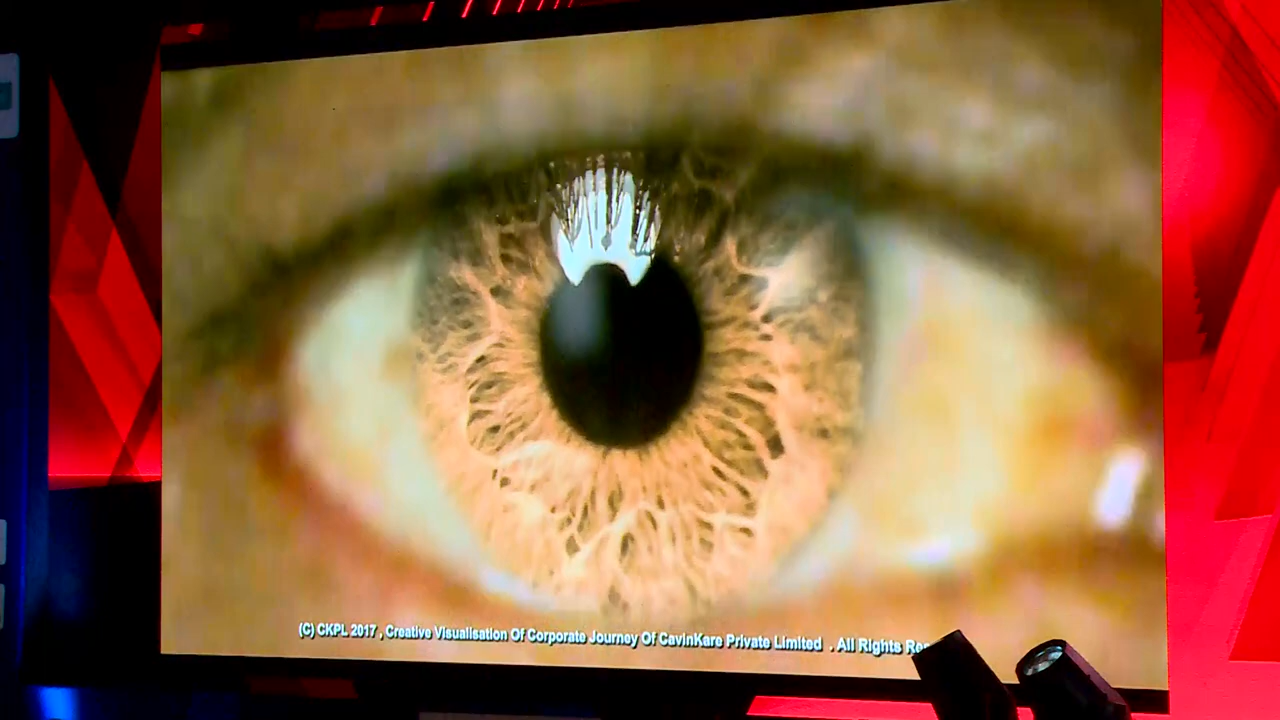 (C) CKPL 2017 , Creative Visualisation Of Corporate Journey Of CavinKare Private Limited . All Rights